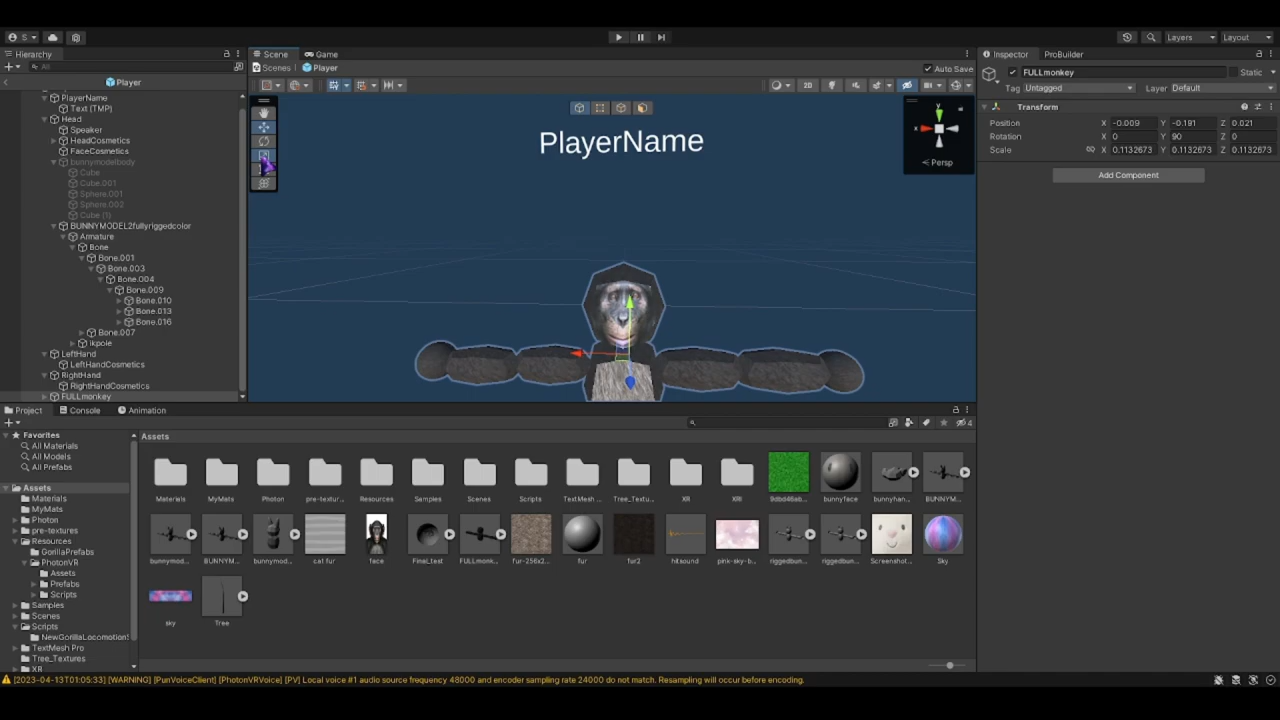 S
Layers
Layout
Hierarchy
All
Player
PlayerName
Text (TMP)
Head
Speaker
HeadCosmetics
FaceCosmetics
bunnymodelbody
Cube
Cube.001
Sphere.001
Sphere.002
Cube (1)
BUNNYMODEL2fullyriggedcolor
Armature
Bone
Bone.001
Bone.003
Bone.004
Bone.009
Bone.010
Bone.013
Bone.016
Bone.007
ikpole
LeftHand
LeftHandCosmetics
RightHand
RightHandCosmetics
FULLmonkey
Scene Game
Scenes Player
Auto Save
2D
PlayerName
y
x
Persp
Inspector ProBuilder
FULLmonkey Static
Tag Untagged Layer Default
Transform
Position X -0.009 Y -0.191 Z 0.021
Rotation X 0 Y 90 Z 0
Scale X 0.1132673 Y 0.1132673 Z 0.1132673
Add Component
Project Console Animation
4
Favorites
All Materials
All Models
All Prefabs
Assets
Materials
MyMats
Photon
pre-textures
Resources
GorillaPrefabs
PhotonVR
Assets
Prefabs
Scripts
Samples
Scenes
Scripts
NewGorillaLocomotion!
TextMesh Pro
Tree_Textures
XR
Assets
Materials MyMats Photon pre-textur... Resources Samples Scenes Scripts TextMesh ... Tree_Textu... XR XRI 9dbd46ab... bunnyface bunnyhan... BUNNYM...
bunnymod... BUNNYM... bunnymod... cat fur face Final_test FULLmonk... fur-256x2... fur fur2 hitsound pink-sky-b... riggedbun... riggedbun... Screenshot... Sky
sky Tree
[2023-04-13T01:05:33] [WARNING] [PunVoiceClient] [PhotonVRVoice] [PV] Local voice #1 audio source frequency 48000 and encoder sampling rate 24000 do not match. Resampling will occur before encoding.